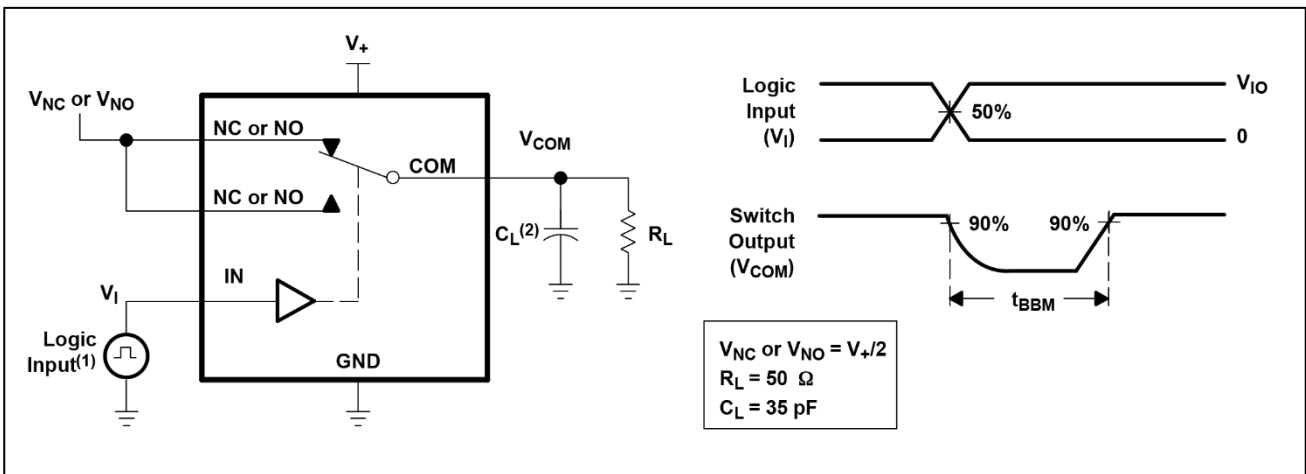 V+
VNC or VNO
NC or NO
VCOM
COM
NC or NO
CL(2)
RL
IN
VI
Logic
Input(1)
GND
Logic
Input
(VI)
50%
VIO
0
Switch
Output
(VCOM)
90%
90%
tBBM
VNC or VNO = V+/2
RL = 50 Ω
CL = 35 pF